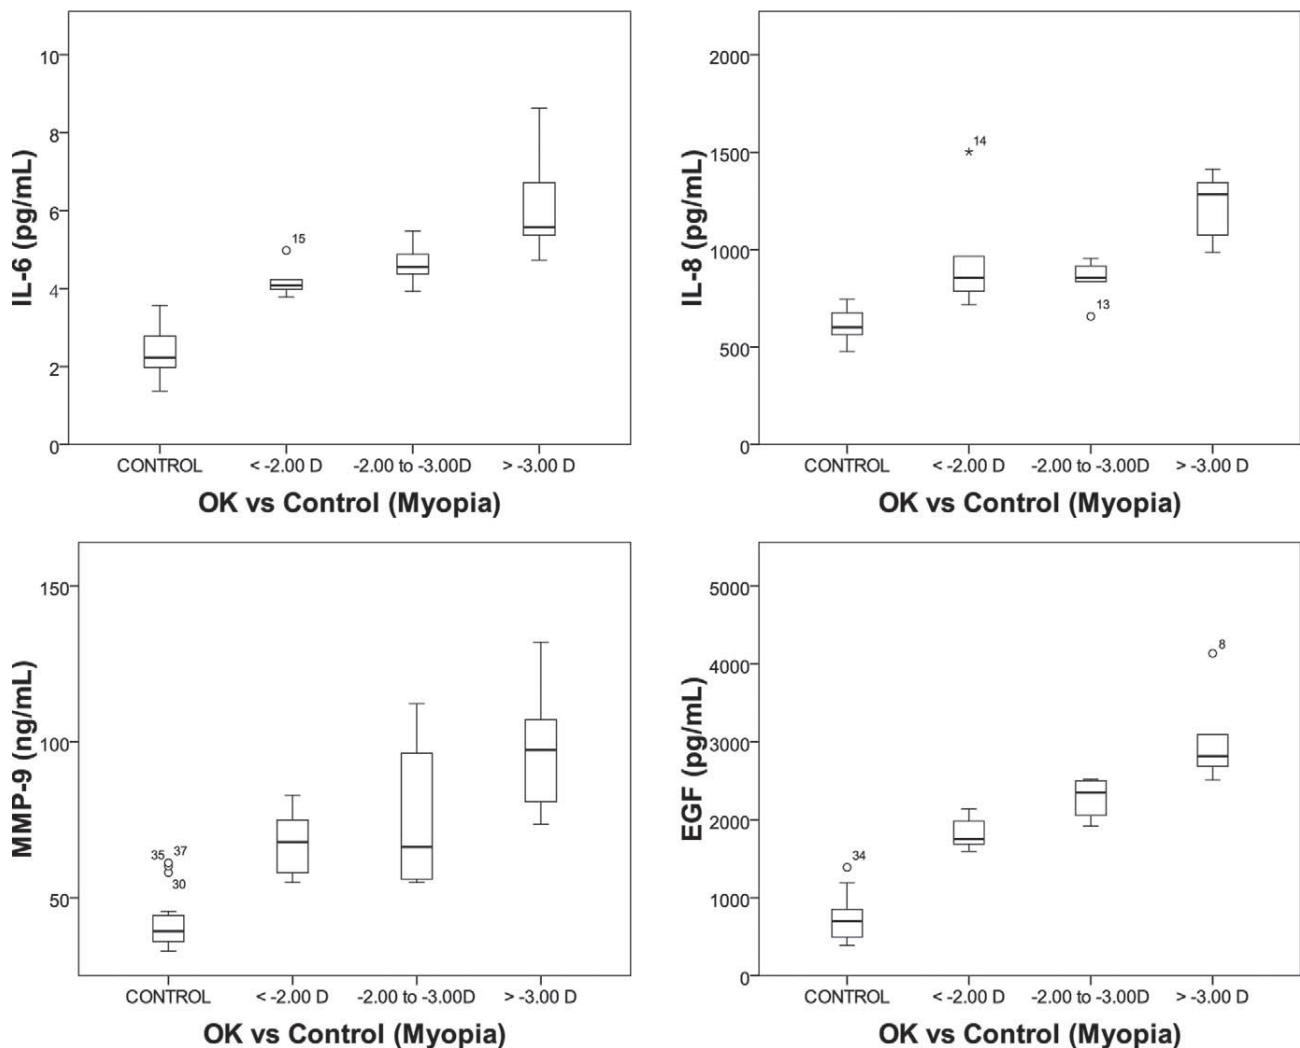 IL-6 (pg/mL)
10
8
6
4
2
0
15
CONTROL < -2.00 D -2.00 to -3.00D > -3.00 D
OK vs Control (Myopia)
IL-8 (pg/mL)
2000
1500
1000
500
0
14
13
CONTROL < -2.00 D -2.00 to -3.00D > -3.00 D
OK vs Control (Myopia)
MMP-9 (ng/mL)
150
100
50
35 37
30
CONTROL < -2.00 D -2.00 to -3.00D > -3.00 D
OK vs Control (Myopia)
EGF (pg/mL)
5000
4000
3000
2000
1000
0
8
34
CONTROL < -2.00 D -2.00 to -3.00D > -3.00 D
OK vs Control (Myopia)